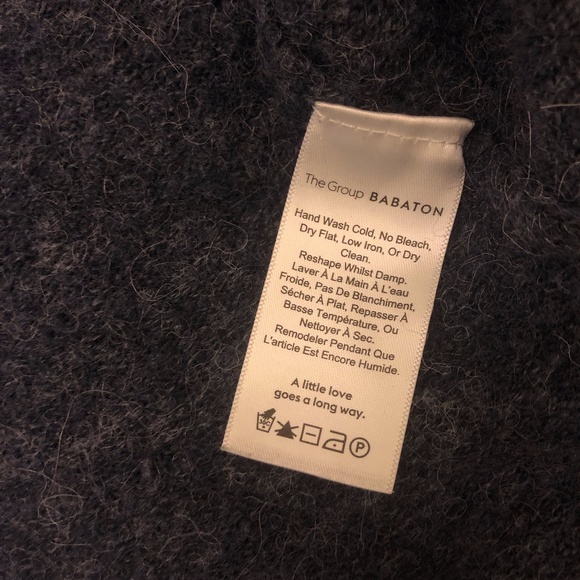 The Group BABATON
Hand Wash Cold, No Bleach,
Dry Flat, Low Iron, Or Dry
Clean.
Reshape Whilst Damp.
Laver À La Main À L'eau
Froide, Pas De Blanchiment,
Sécher À Plat, Repasser À
Basse Température, Ou
Nettoyer À Sec.
Remodeler Pendant Que
L'article Est Encore Humide.
A little love
goes a long way.
30C P